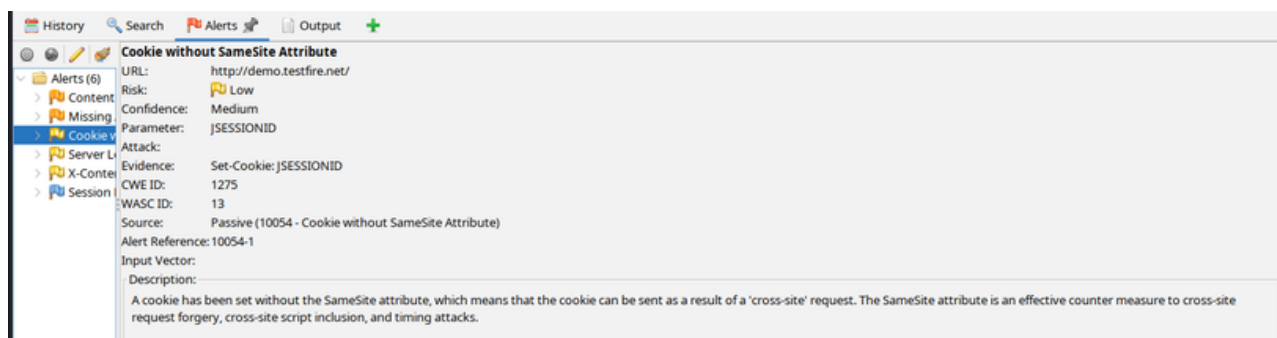 History Search Alerts Output
Cookie without SameSite Attribute
Alerts (6)
Content
Missing
Cookie w
Server L
X-Conte
Session
URL: http://demo.testfire.net/
Risk: Low
Confidence: Medium
Parameter: JSESSIONID
Attack:
Evidence: Set-Cookie: JSESSIONID
CWE ID: 1275
WASC ID: 13
Source: Passive (10054 - Cookie without SameSite Attribute)
Alert Reference: 10054-1
Input Vector:
Description:
A cookie has been set without the SameSite attribute, which means that the cookie can be sent as a result of a 'cross-site' request. The SameSite attribute is an effective counter measure to cross-site
request forgery, cross-site script inclusion, and timing attacks.